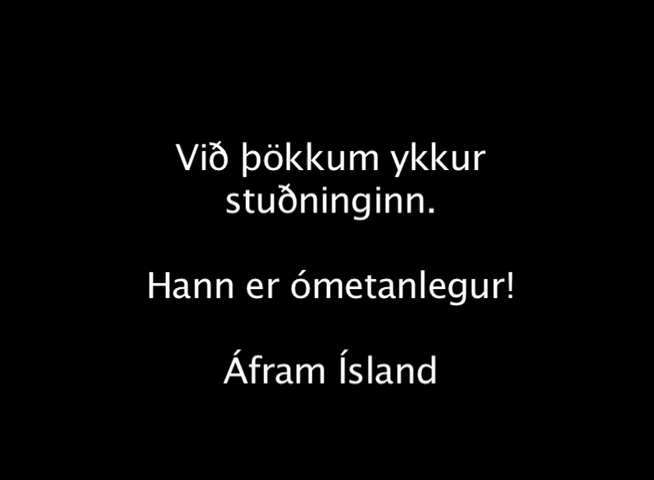 Við þökkum ykkur
stuðninginn.
Hann er ómetanlegur!
Áfram Ísland